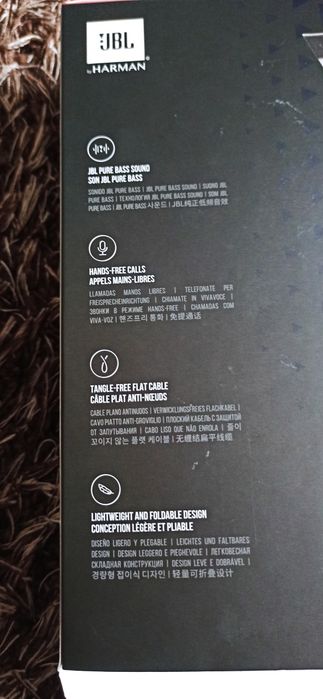 JBL
by HARMAN
JBL PURE BASS SOUND
SON JBL PURE BASS
SONIDO JBL PURE BASS | JBL PURE BASS SOUND | SUONO JBL
PURE BASS | ТЕХНОЛОГИЯ JBL PURE BASS SOUND | SOM JBL
PURE BASS | JBL PURE BASS 사운드 | JBL纯正低频音效
HANDS-FREE CALLS
APPELS MAINS-LIBRES
LLAMADAS MANOS LIBRES | TELEFONATE PER
FREISPRECHEINRICHTUNG | CHIAMATE IN VIVAVOCE |
ЗВОНКИ В РЕЖИМЕ HANDS-FREE | CHAMADAS COM
VIVA-VOZ | 핸즈프리 통화 | 免提通话
TANGLE-FREE FLAT CABLE
CÂBLE PLAT ANTI-NŒUDS
CABLE PLANO ANTINUDOS | VERWICKLUNGSFREIES FLACHKABEL |
CAVO PIATTO ANTI-GROVIGLIO | ПЛОСКИЙ КАБЕЛЬ С ЗАЩИТОЙ
ОТ ЗАПУТЫВАНИЯ | CABO LISO QUE NÃO ENROLA | 줄이
꼬이지 않는 플랫 케이블 | 无缠结扁平线缆
LIGHTWEIGHT AND FOLDABLE DESIGN
CONCEPTION LÉGÈRE ET PLIABLE
DISEÑO LIGERO Y PLEGABLE | LEICHTES UND FALTBARES
DESIGN | DESIGN LEGGERO E PIEGHEVOLE | ЛЕГКОВЕСНАЯ
СКЛАДНАЯ КОНСТРУКЦИЯ | DESIGN LEVE E DOBRÁVEL |
경량형 접이식 디자인 | 轻量可折叠设计